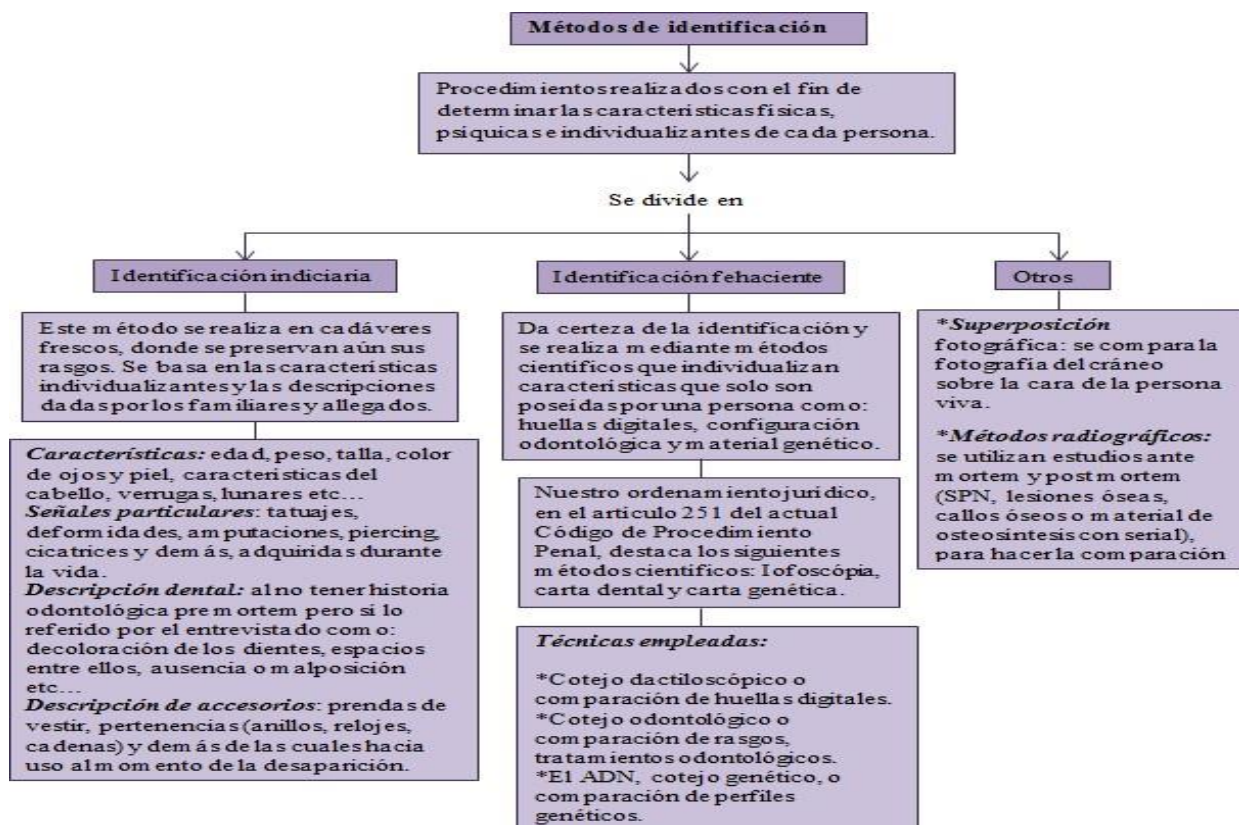 Métodos de identificación
Procedimientos realizados con el fin de
determinar las características físicas,
psíquicas e individualizantes de cada persona.
Se divide en
Identificación indiciaria
Este método se realiza en cadáveres
frescos, donde se preservan aún sus
rasgos. Se basa en las características
individualizantes y las descripciones
dadas por los familiares y allegados.
Características: edad, peso, talla, color
de ojos y piel, características del
cabello, verrugas, lunares etc...
Señales particulares: tatuajes,
deformidades, amputaciones, piercing,
cicatrices y demás, adquiridas durante
la vida.
Descripción dental: al no tener historia
odontológica pre mortem pero si lo
referido por el entrevistado como:
decoloración de los dientes, espacios
entre ellos, ausencia o malposición
etc...
Descripción de accesorios: prendas de
vestir, pertenencias (anillos, relojes,
cadenas) y demás de las cuales hacia
uso al momento de la desaparición.
Identificación fehaciente
Da certeza de la identificación y
se realiza mediante métodos
científicos que individualizan
características que solo son
poseídas por una persona como:
huellas digitales, configuración
odontológica y material genético.
Nuestro ordenamiento jurídico,
en el artículo 251 del actual
Código de Procedimiento
Penal, destaca los siguientes
métodos científicos: Iofoscópia,
carta dental y carta genética.
Técnicas empleadas:
*Cotejo dactiloscópico o
comparación de huellas digitales.
*Cotejo odontológico o
comparación de rasgos,
tratamientos odontológicos.
*El ADN, cotejo genético, o
comparación de perfiles
genéticos.
Otros
*Superposición
fotográfica: se compara la
fotografía del cráneo
sobre la cara de la persona
viva.
*Métodos radiográficos:
se utilizan estudios ante
mortem y post mortem
(SPN, lesiones óseas,
callos óseos o material de
osteosíntesis con serial),
para hacer la comparación